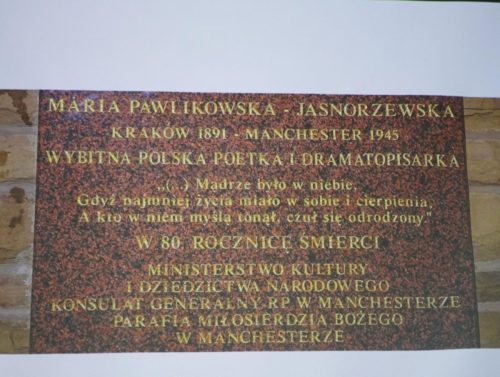 MARIA PAWLIKOWSKA - JASNORZEWSKA
KRAKÓW 1891 - MANCHESTER 1945
WYBITNA POLSKA POETKA I DRAMATOPISARKA
„(...) Mądrze było w niebie,
Gdyż najmniej życia miało w sobie i cierpienia,
A kto w niem myślą tonął, czuł się odrodzony."
W 80. ROCZNICĘ ŚMIERCI
MINISTERSTWO KULTURY
I DZIEDZICTWA NARODOWEGO
KONSULAT GENERALNY RP W MANCHESTERZE
PARAFIA MIŁOSIERDZIA BOŻEGO
W MANCHESTERZE